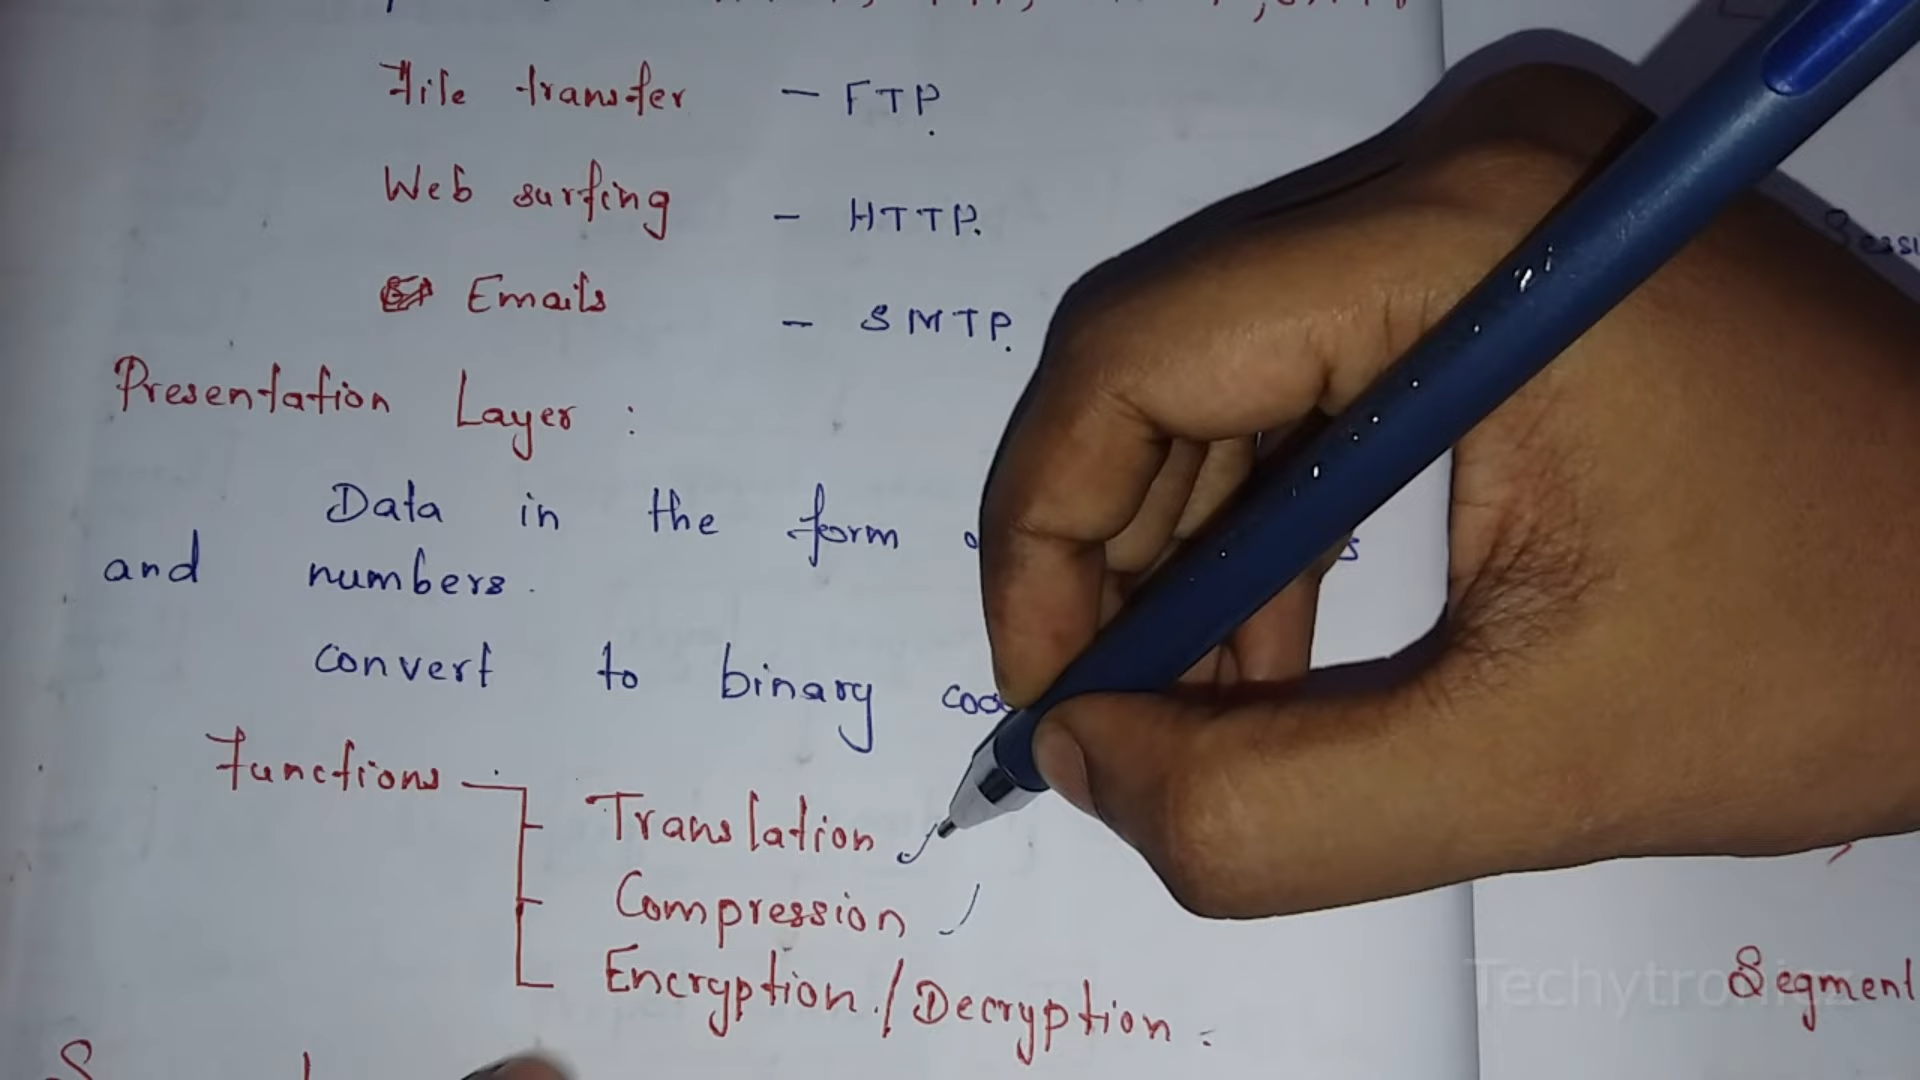 File transfer - FTP.
Web surfing - HTTP.
Emails - SMTP.
Presentation Layer :
Data in the form
and numbers.
convert to binary
Functions
Translation
Compression
Encryption./Decryption.
Segment
Techytronicz